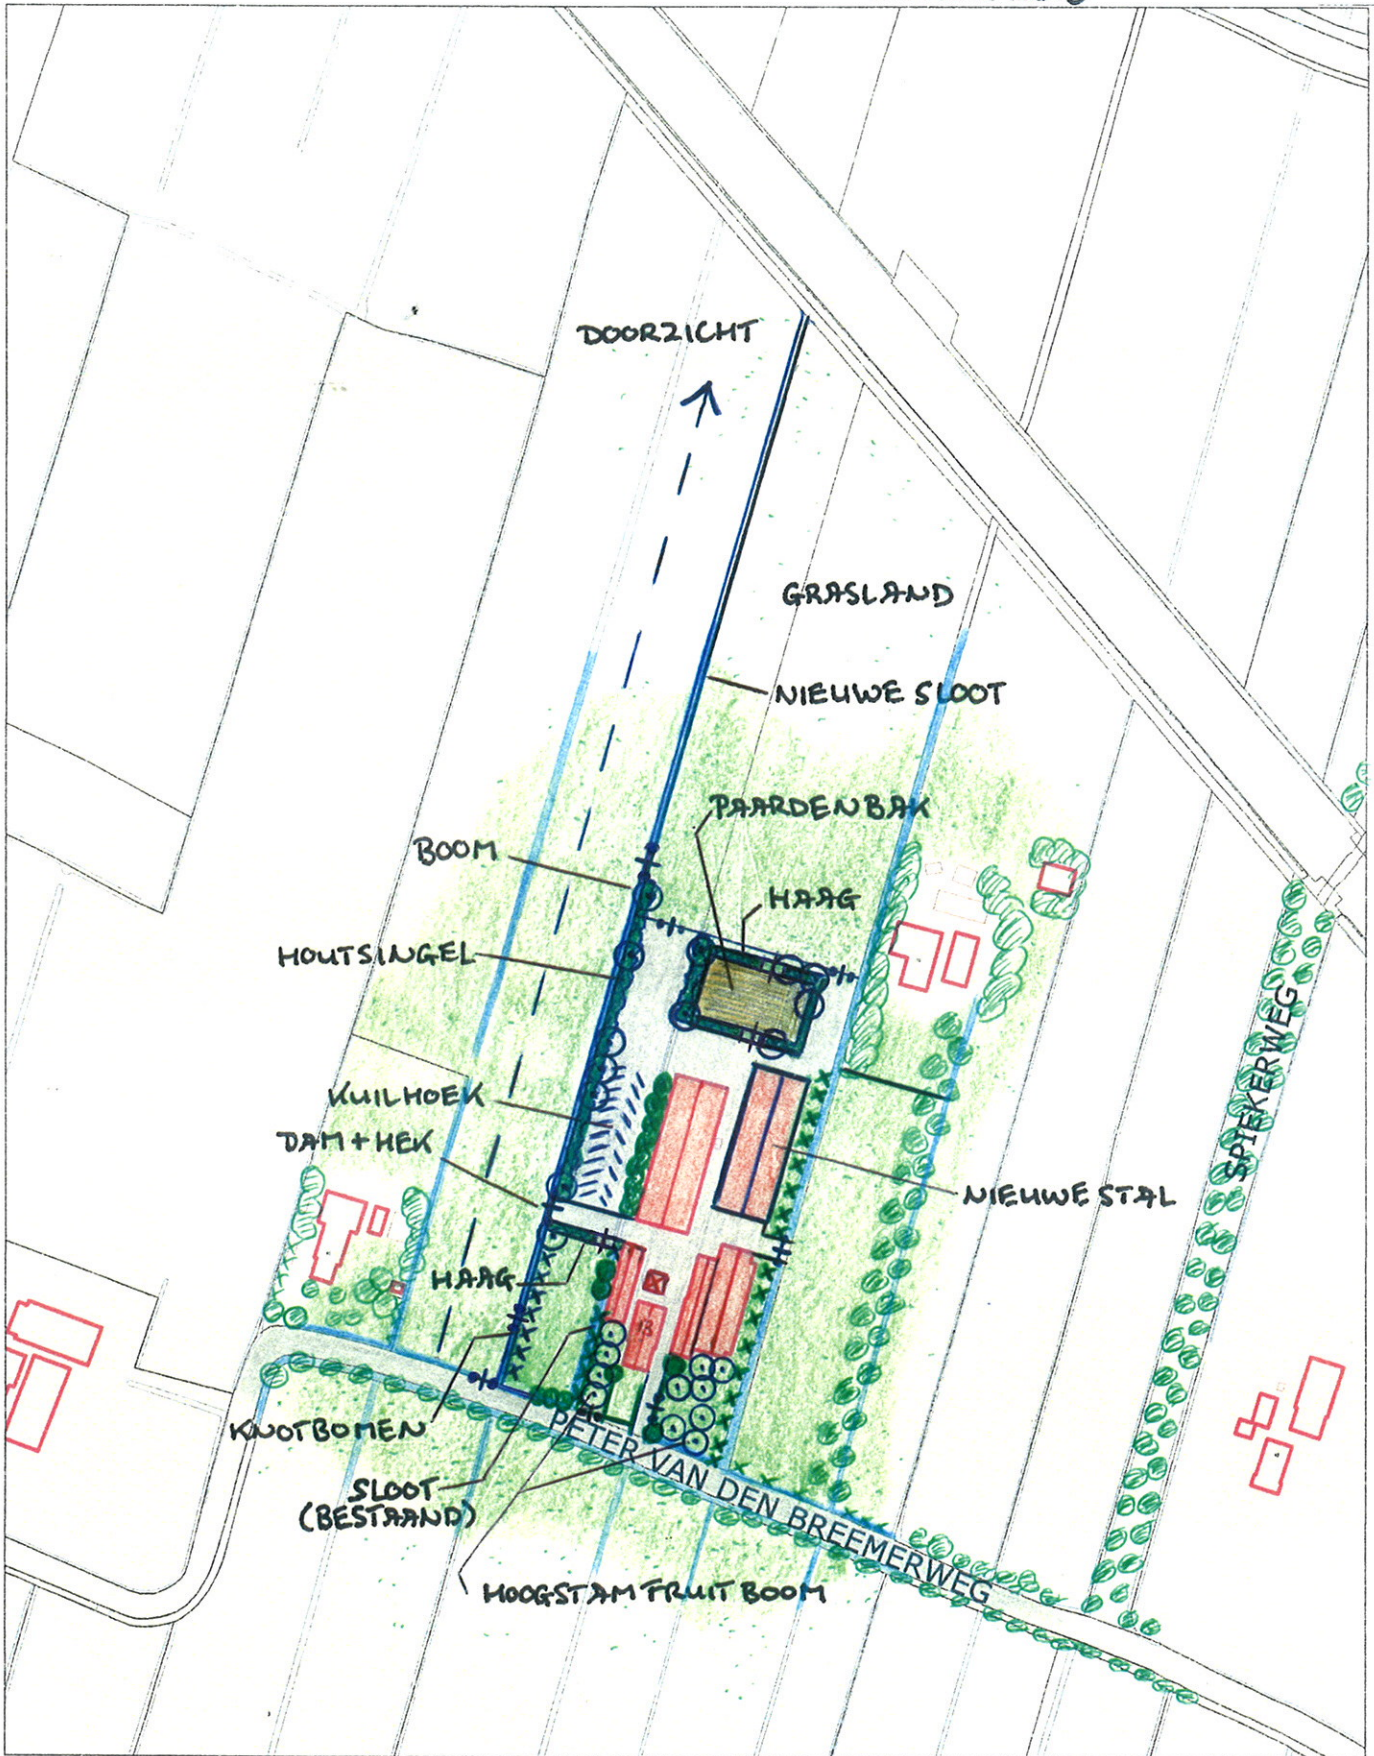 DOORZICHT
GRASLAND
NIEUWE SLOOT
PAARDENBAK
BOOM
HAAG
HOUTSINGEL
SPIEKERWEG
KUILHOEK
DAM + HEK
NIEUWE STAL
HAAG
13
KNOTBOMEN
PETER VAN DEN BREEMERWEG
SLOOT
(BESTAAND)
HOOGSTAM FRUIT BOOM